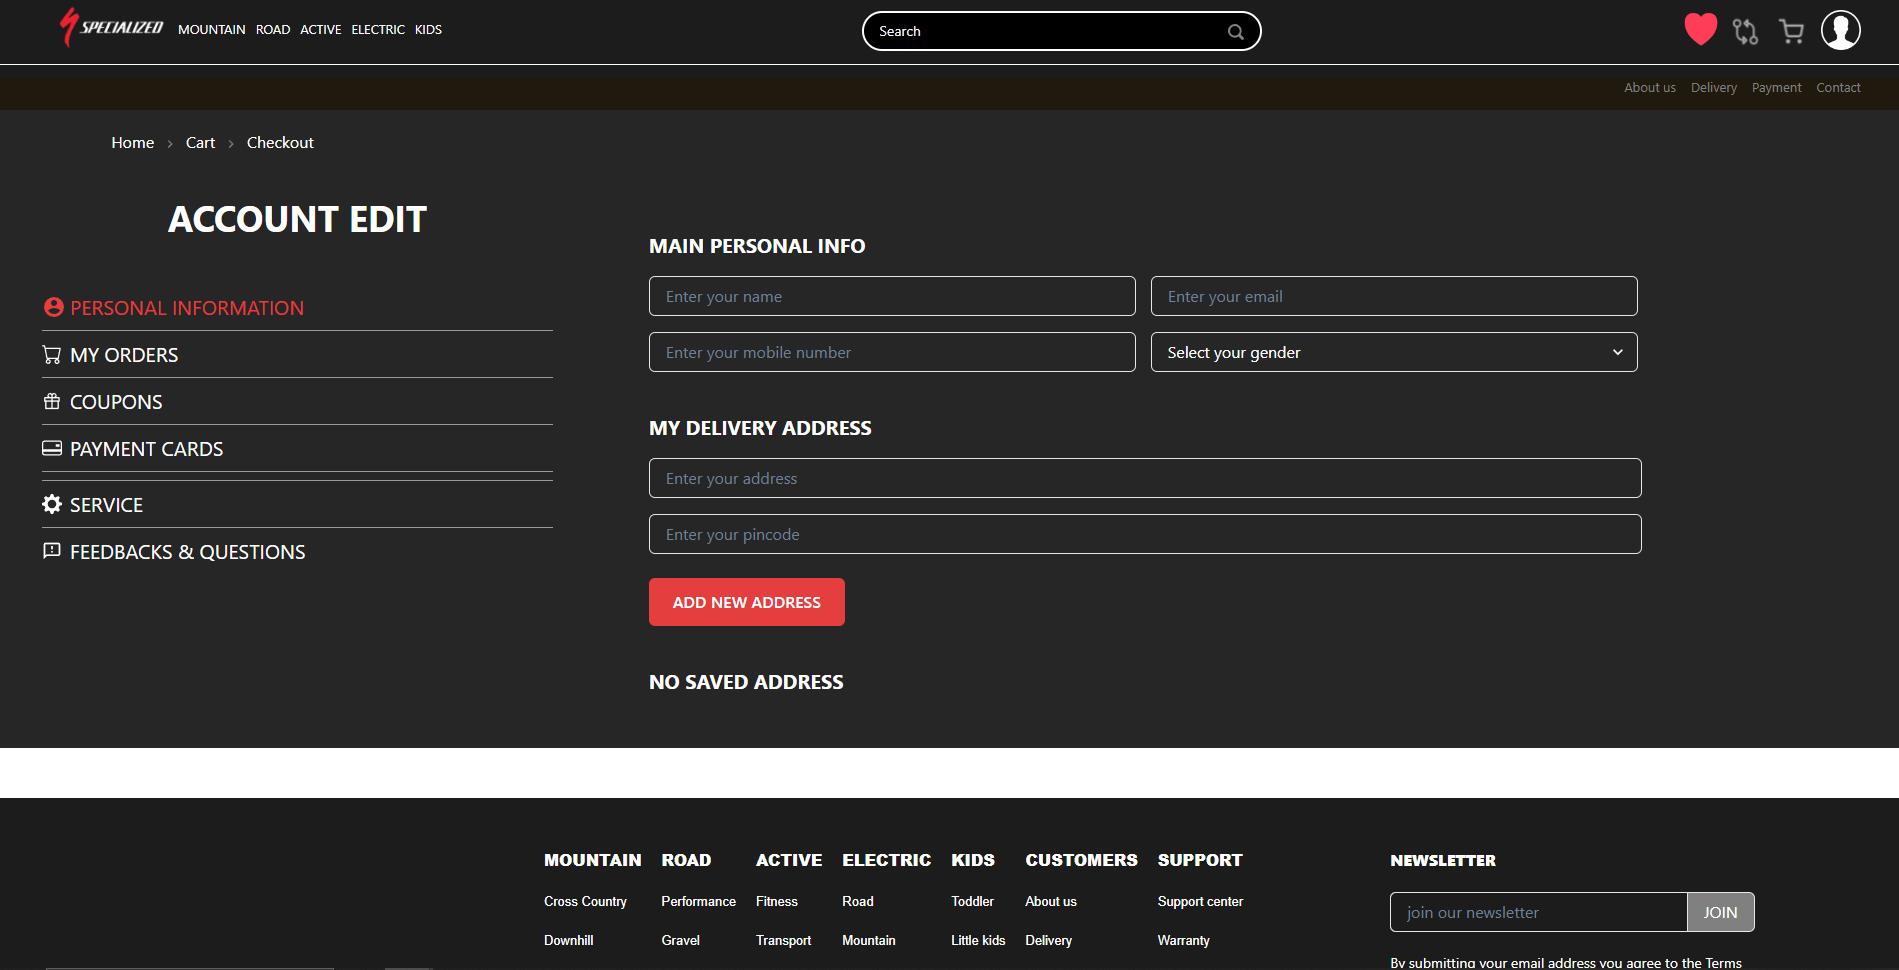 SPECIALIZED MOUNTAIN ROAD ACTIVE ELECTRIC KIDS Search
About us Delivery Payment Contact
Home > Cart > Checkout
ACCOUNT EDIT
PERSONAL INFORMATION
MY ORDERS
COUPONS
PAYMENT CARDS
SERVICE
FEEDBACKS & QUESTIONS
MAIN PERSONAL INFO
Enter your name Enter your email
Enter your mobile number Select your gender
MY DELIVERY ADDRESS
Enter your address
Enter your pincode
ADD NEW ADDRESS
NO SAVED ADDRESS
MOUNTAIN ROAD ACTIVE ELECTRIC KIDS CUSTOMERS SUPPORT
Cross Country Performance Fitness Road Toddler About us Support center
Downhill Gravel Transport Mountain Little kids Delivery Warranty
NEWSLETTER
join our newsletter JOIN
By submitting your email address you agree to the Terms